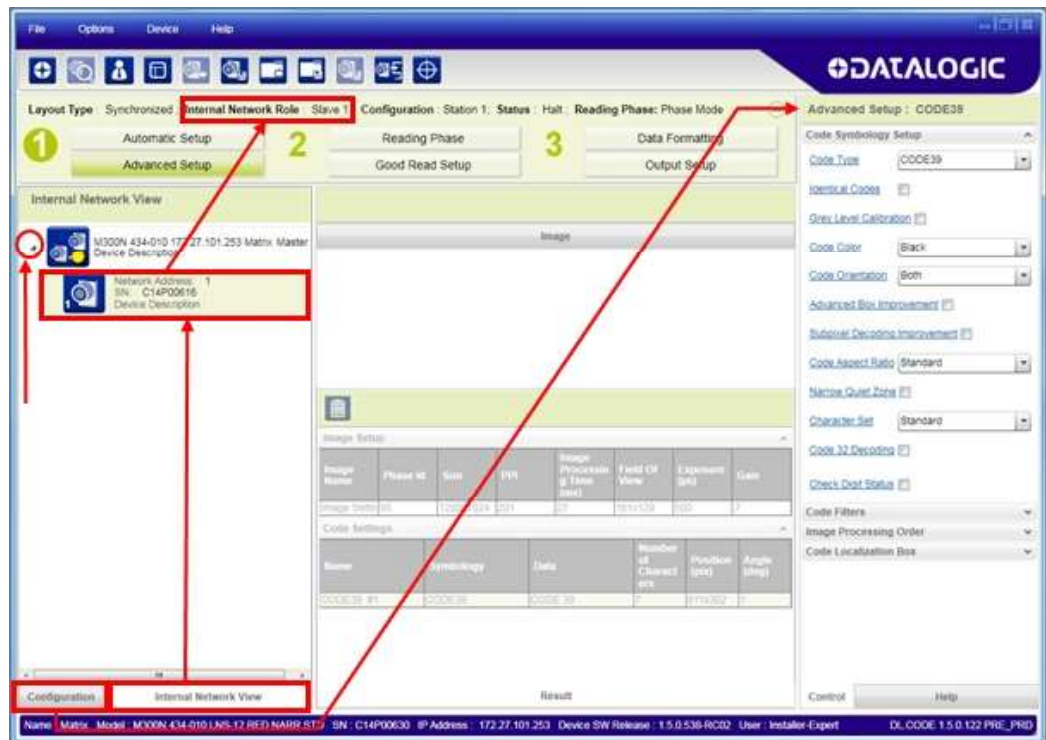 File Options Device Help
DATALOGIC
Layout Type : Synchronized Internal Network Role : Slave 1 Configuration : Station 1; Status : Halt Reading Phase: Phase Mode
1
Automatic Setup
Advanced Setup
2
Reading Phase
Good Read Setup
3
Data Formatting
Output Setup
Internal Network View
M300N 434-010 172.27.101.253 Matrix Master
Device Description
1
Network Address: 1
SN: C14P00616
Device Description
Configuration
Internal Network View
Image
Image Setup
Image Name Phase Id Size PPI Image Processing Time (ms) Field Of View Exposure (µs) Gain
201 27 7
Code Settings
Name Symbology Data Number of Characters Position (pix) Angle (deg)
CODE39 #1 CODE39 CODE 39 7
Result
Advanced Setup : CODE39
Code Symbology Setup
Code Type CODE39
Identical Codes
Grey Level Calibration
Code Color Black
Code Orientation Both
Advanced Box Improvement
Subpixel Decoding Improvement
Code Aspect Ratio Standard
Narrow Quiet Zone
Character Set Standard
Code 32 Decoding
Check Digit Status
Code Filters
Image Processing Order
Code Localization Box
Control Help
Name : Matrix Model : M300N 434-010 LNS-12 RED NARR STD SN : C14P00630 IP Address : 172.27.101.253 Device SW Release : 1.5.0.538-RC02 User : Installer-Expert DL.CODE 1.5.0.122 PRE_PRD